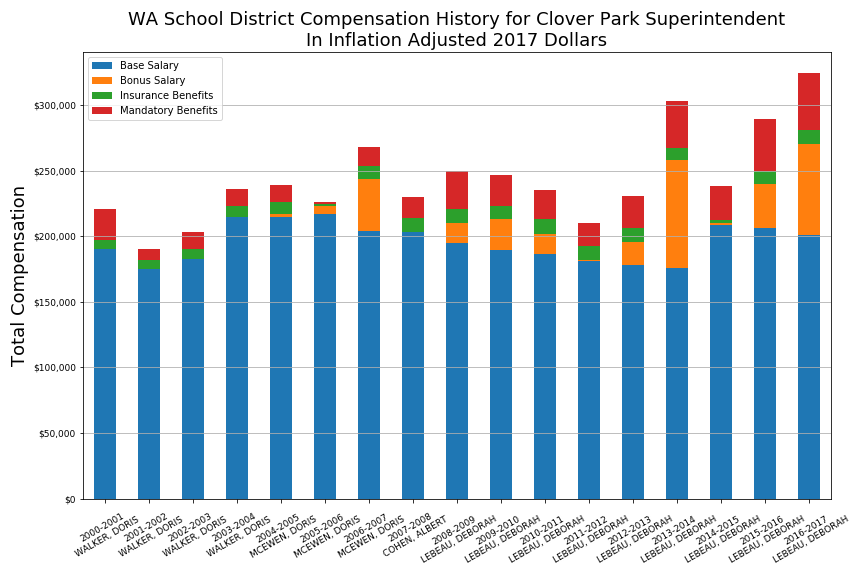 WA School District Compensation History for Clover Park Superintendent
In Inflation Adjusted 2017 Dollars
Base Salary
Bonus Salary
Insurance Benefits
Mandatory Benefits
Total Compensation
$300,000
$250,000
$200,000
$150,000
$100,000
$50,000
$0
2000-2001
WALKER, DORIS
2001-2002
WALKER, DORIS
2002-2003
WALKER, DORIS
2003-2004
WALKER, DORIS
2004-2005
MCEWEN, DORIS
2005-2006
MCEWEN, DORIS
2006-2007
MCEWEN, DORIS
2007-2008
COHEN, ALBERT
2008-2009
LEBEAU, DEBORAH
2009-2010
LEBEAU, DEBORAH
2010-2011
LEBEAU, DEBORAH
2011-2012
LEBEAU, DEBORAH
2012-2013
LEBEAU, DEBORAH
2013-2014
LEBEAU, DEBORAH
2014-2015
LEBEAU, DEBORAH
2015-2016
LEBEAU, DEBORAH
2016-2017
LEBEAU, DEBORAH